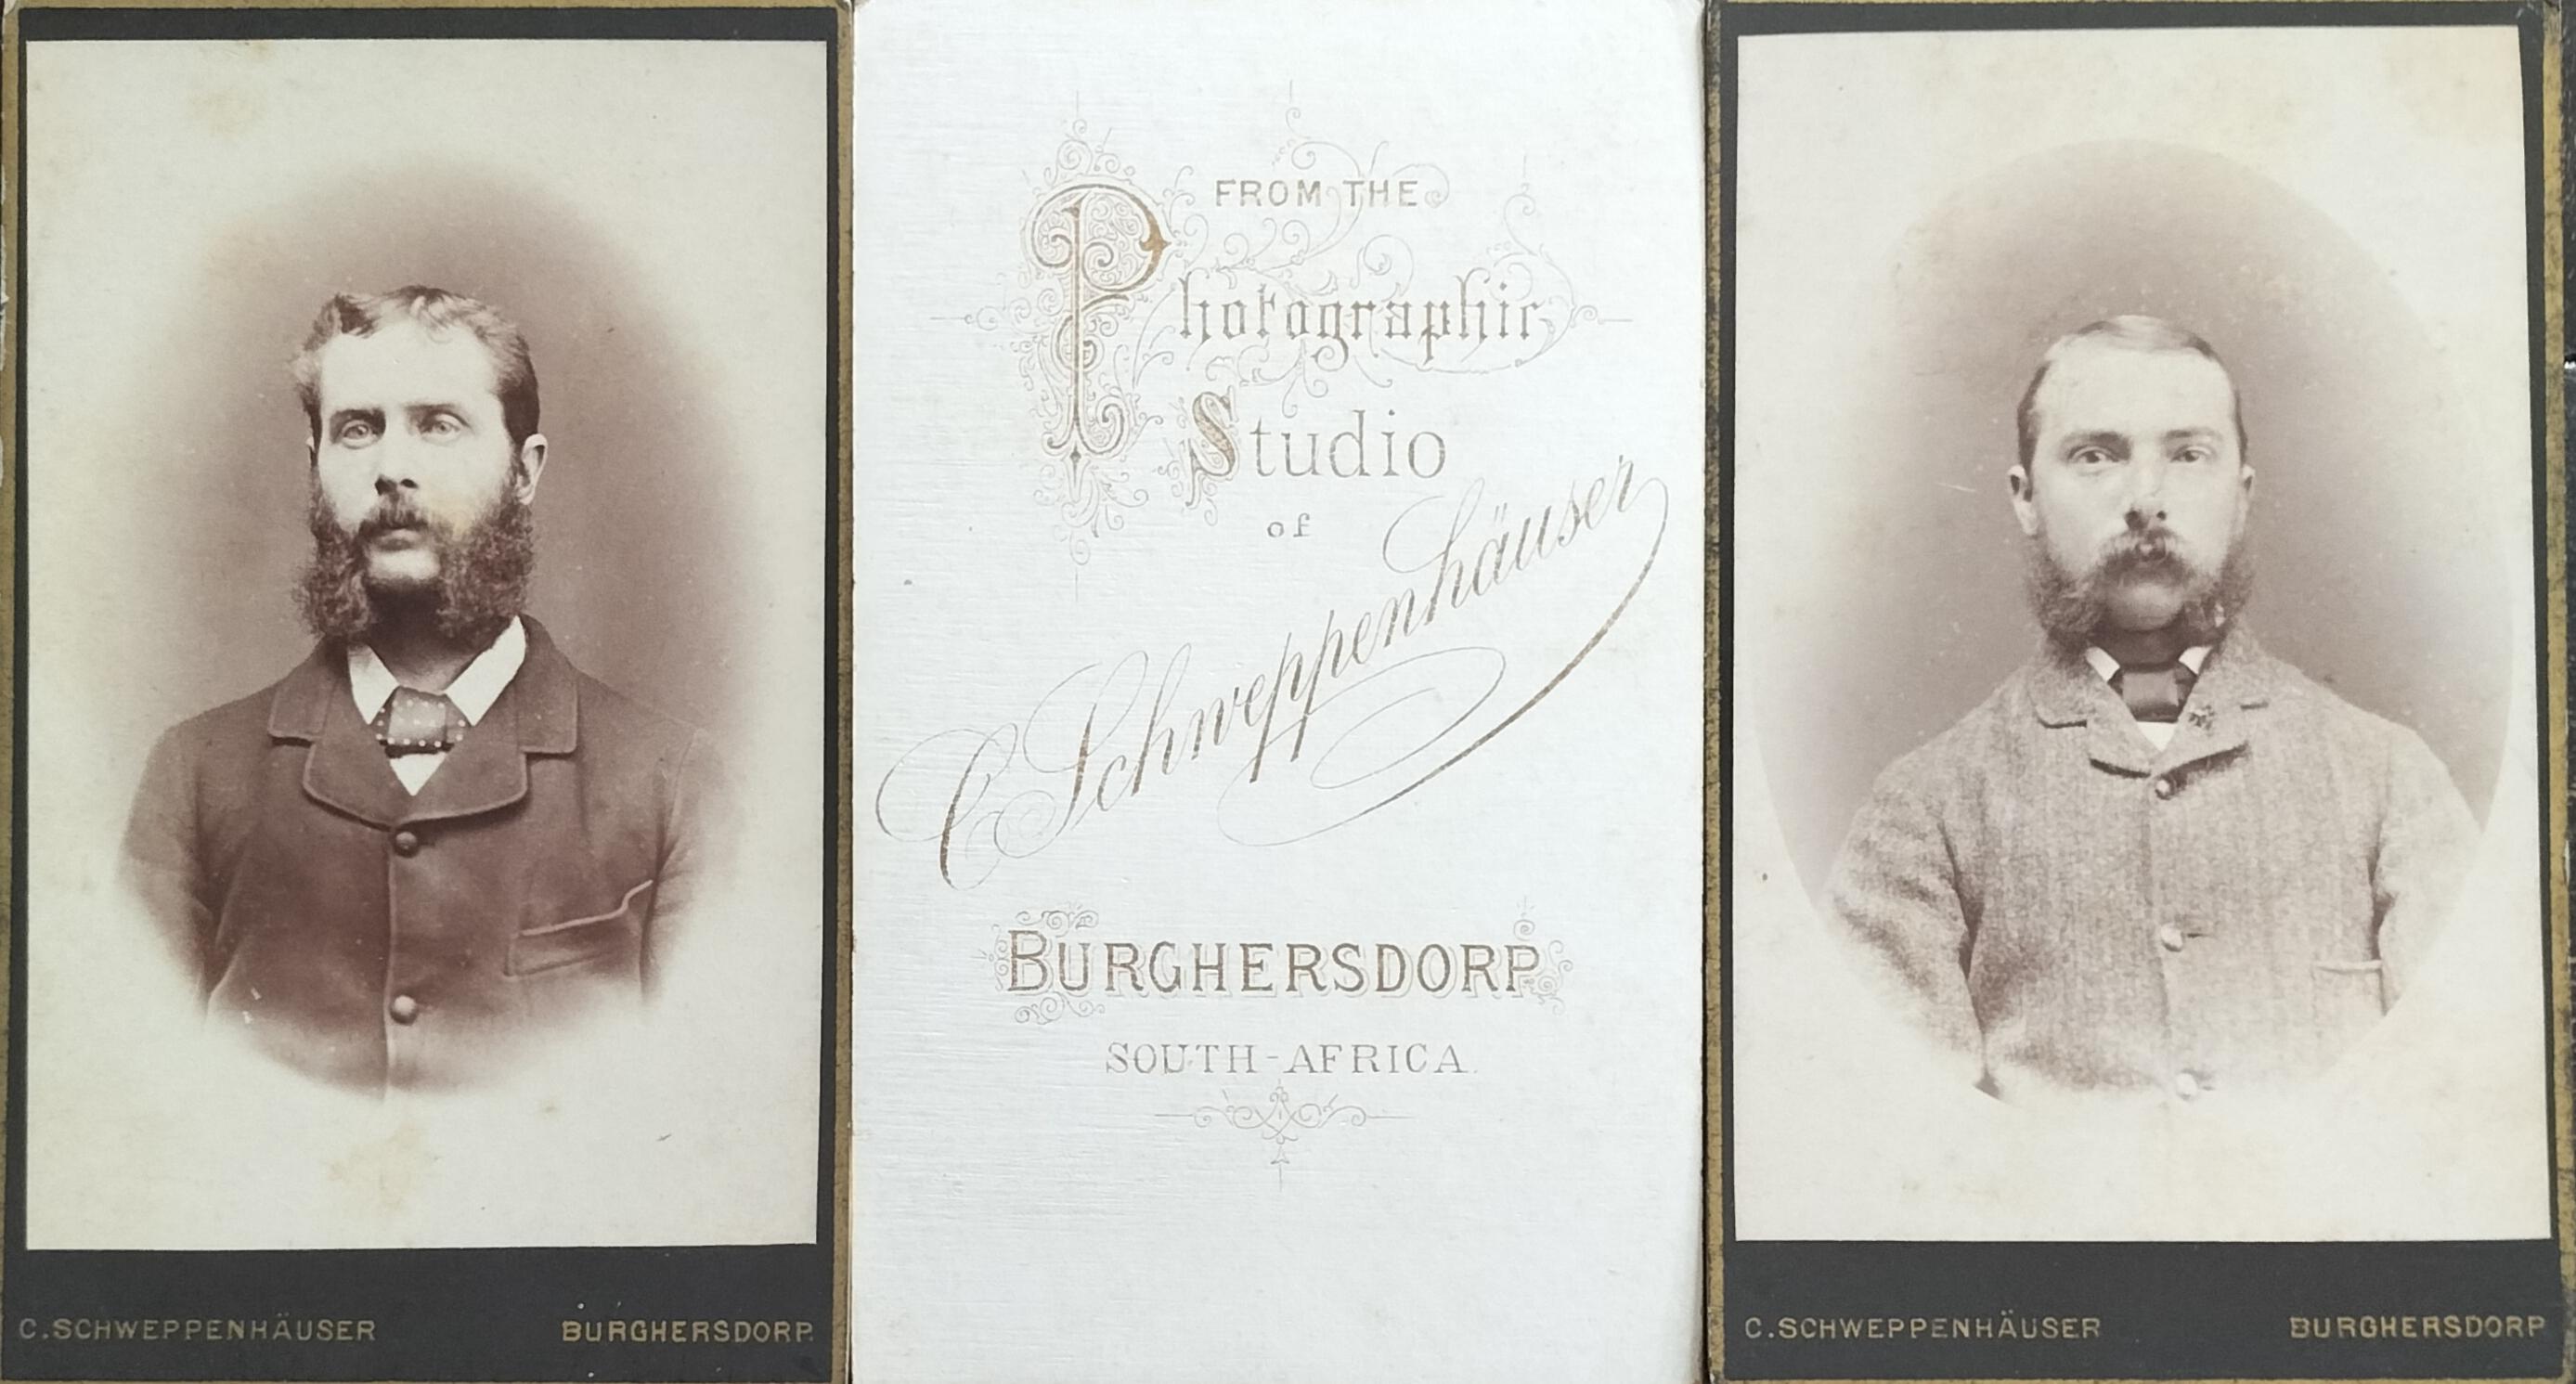 C. SCHWEPPENHÄUSER BURGHERSDORP.
FROM THE
Photographic
Studio
of
C Schweppenhäuser
BURGHERSDORP
SOUTH-AFRICA.
C. SCHWEPPENHÄUSER BURGHERSDORP